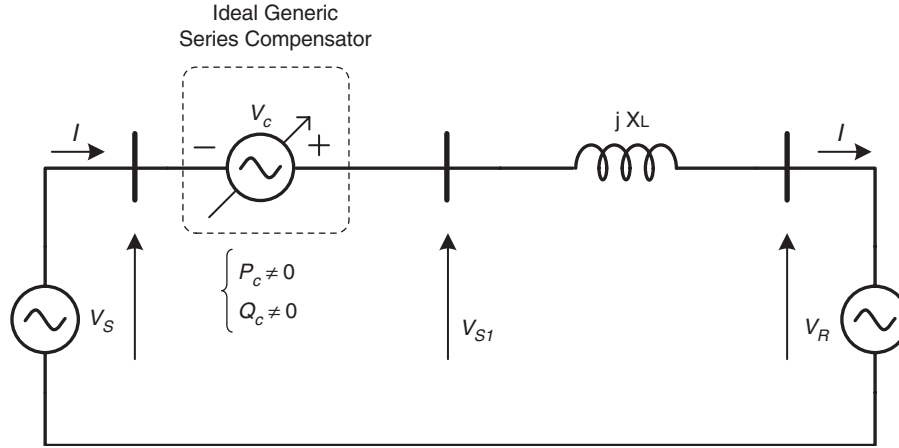 Ideal Generic
Series Compensator
I
V_c
− +
j X_L
I
P_c ≠ 0
Q_c ≠ 0
V_S
V_S1
V_R